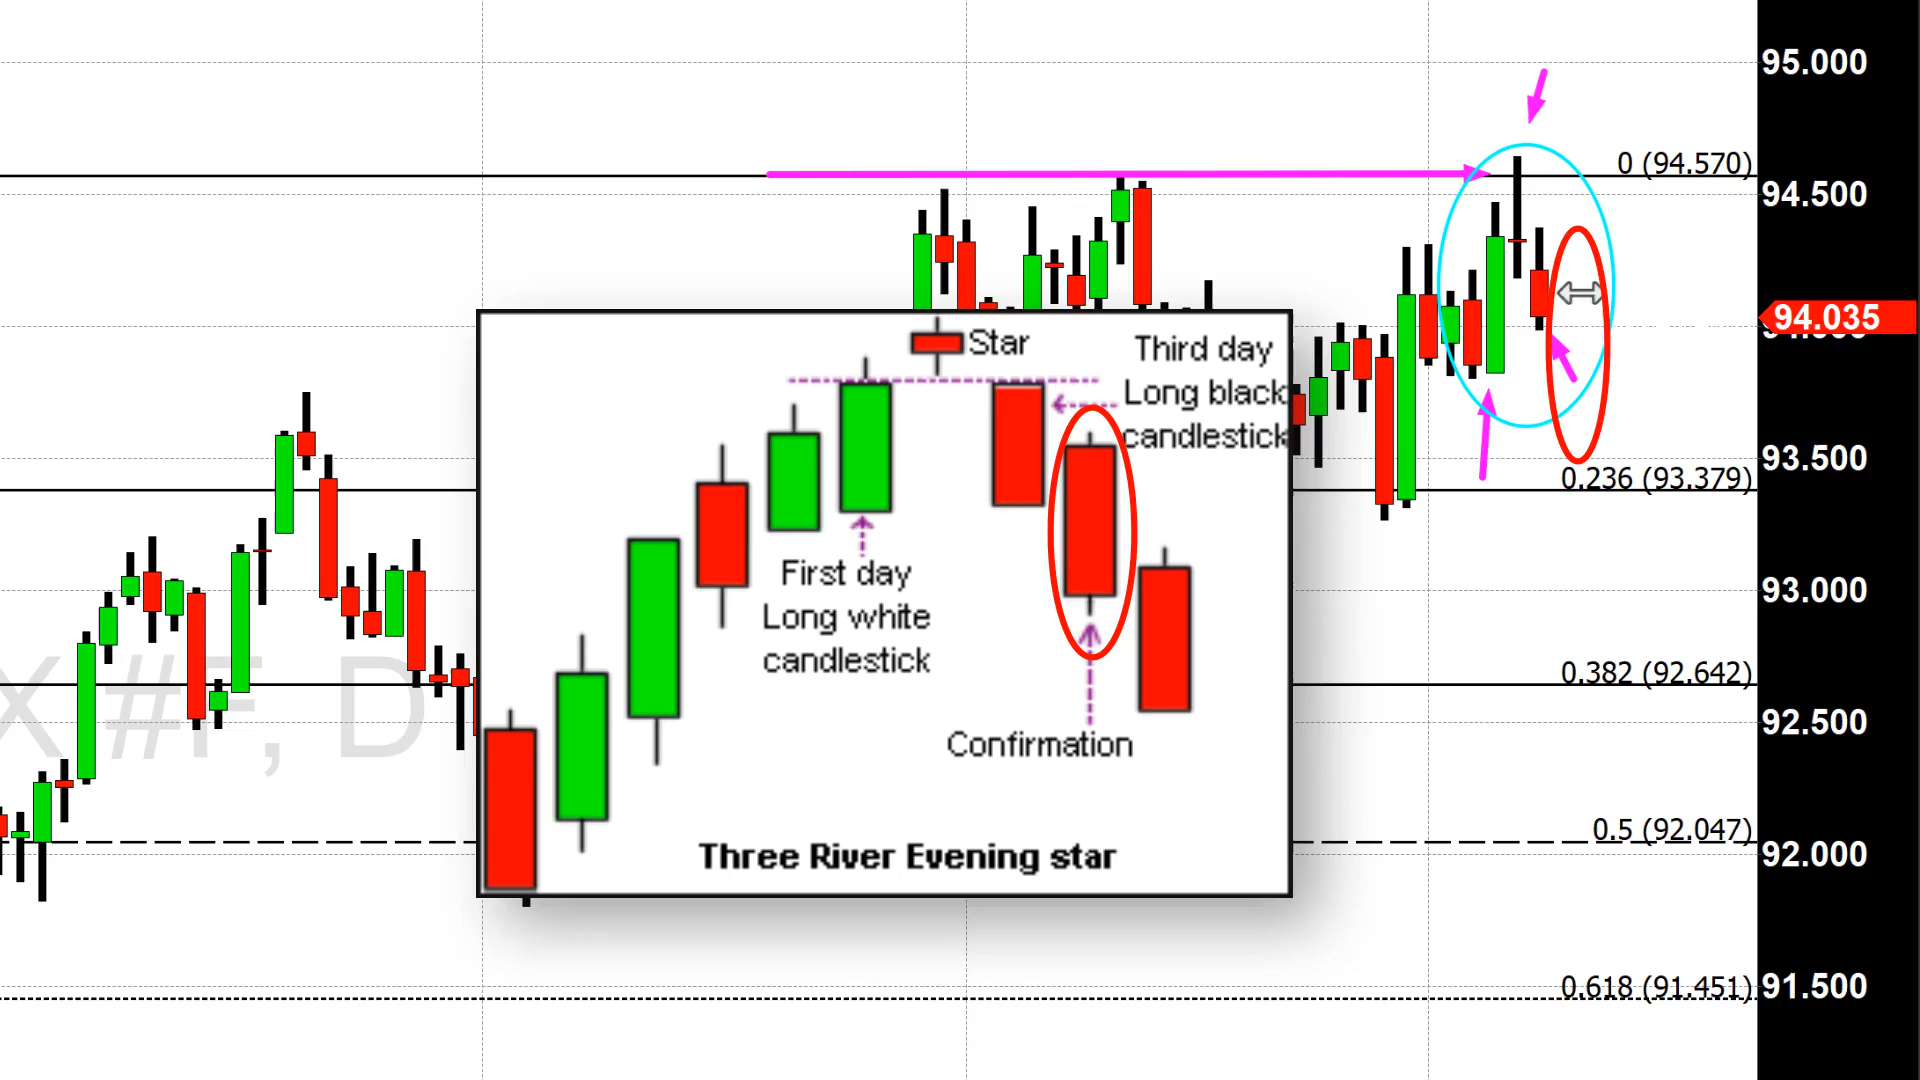 95.000
0 (94.570)
94.500
94.035
93.500
0.236 (93.379)
93.000
0.382 (92.642)
92.500
0.5 (92.047)
92.000
0.618 (91.451)
91.500
X #F, D
Star
Third day
Long black
candlestick
First day
Long white
candlestick
Confirmation
Three River Evening star